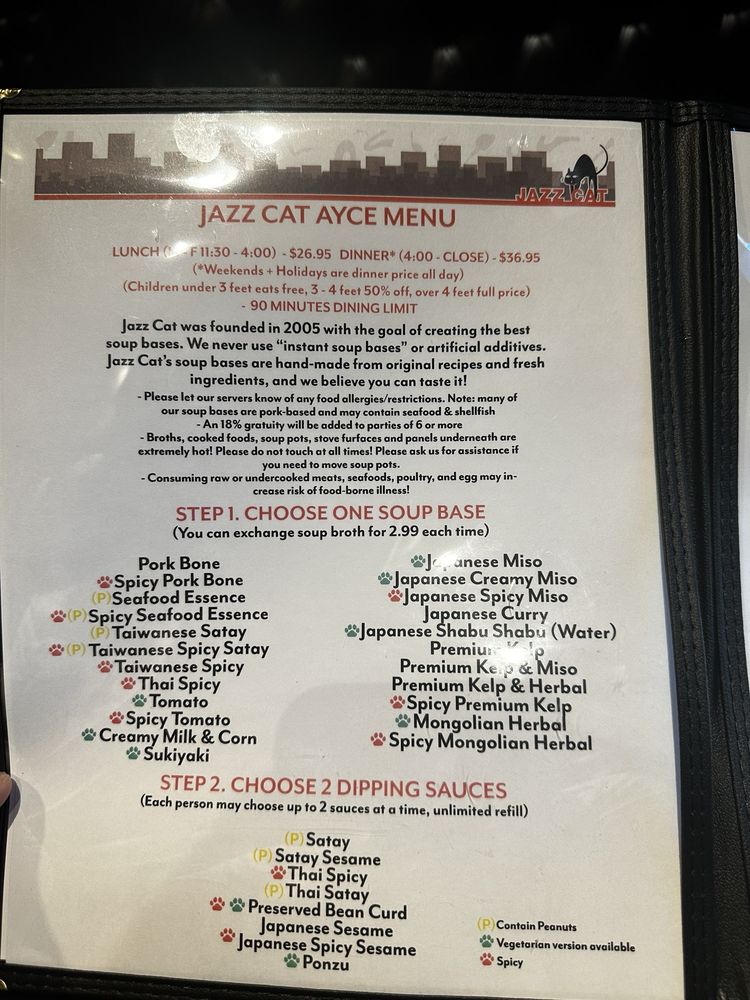 JAZZ CAT
JAZZ CAT AYCE MENU
LUNCH ( - F 11:30 - 4:00) - $26.95 DINNER* (4:00 - CLOSE) - $36.95
(*Weekends + Holidays are dinner price all day)
(Children under 3 feet eats free, 3 - 4 feet 50% off, over 4 feet full price)
- 90 MINUTES DINING LIMIT
Jazz Cat was founded in 2005 with the goal of creating the best
soup bases. We never use “instant soup bases” or artificial additives.
Jazz Cat's soup bases are hand-made from original recipes and fresh
ingredients, and we believe you can taste it!
- Please let our servers know of any food allergies/restrictions. Note: many of
our soup bases are pork-based and may contain seafood & shellfish
- An 18% gratuity will be added to parties of 6 or more
- Broths, cooked foods, soup pots, stove furfaces and panels underneath are
extremely hot! Please do not touch at all times! Please ask us for assistance if
you need to move soup pots.
- Consuming raw or undercooked meats, seafoods, poultry, and egg may in-
crease risk of food-borne illness!
STEP 1. CHOOSE ONE SOUP BASE
(You can exchange soup broth for 2.99 each time)
Pork Bone
Spicy Pork Bone
(P) Seafood Essence
(P) Spicy Seafood Essence
(P) Taiwanese Satay
(P) Taiwanese Spicy Satay
Taiwanese Spicy
Thai Spicy
Tomato
Spicy Tomato
Creamy Milk & Corn
Sukiyaki
Japanese Miso
Japanese Creamy Miso
Japanese Spicy Miso
Japanese Curry
Japanese Shabu Shabu (Water)
Premium Kelp
Premium Kelp & Miso
Premium Kelp & Herbal
Spicy Premium Kelp
Mongolian Herbal
Spicy Mongolian Herbal
STEP 2. CHOOSE 2 DIPPING SAUCES
(Each person may choose up to 2 sauces at a time, unlimited refill)
(P) Satay
(P) Satay Sesame
Thai Spicy
(P) Thai Satay
Preserved Bean Curd
Japanese Sesame
Japanese Spicy Sesame
Ponzu
(P) Contain Peanuts
Vegetarian version available
Spicy